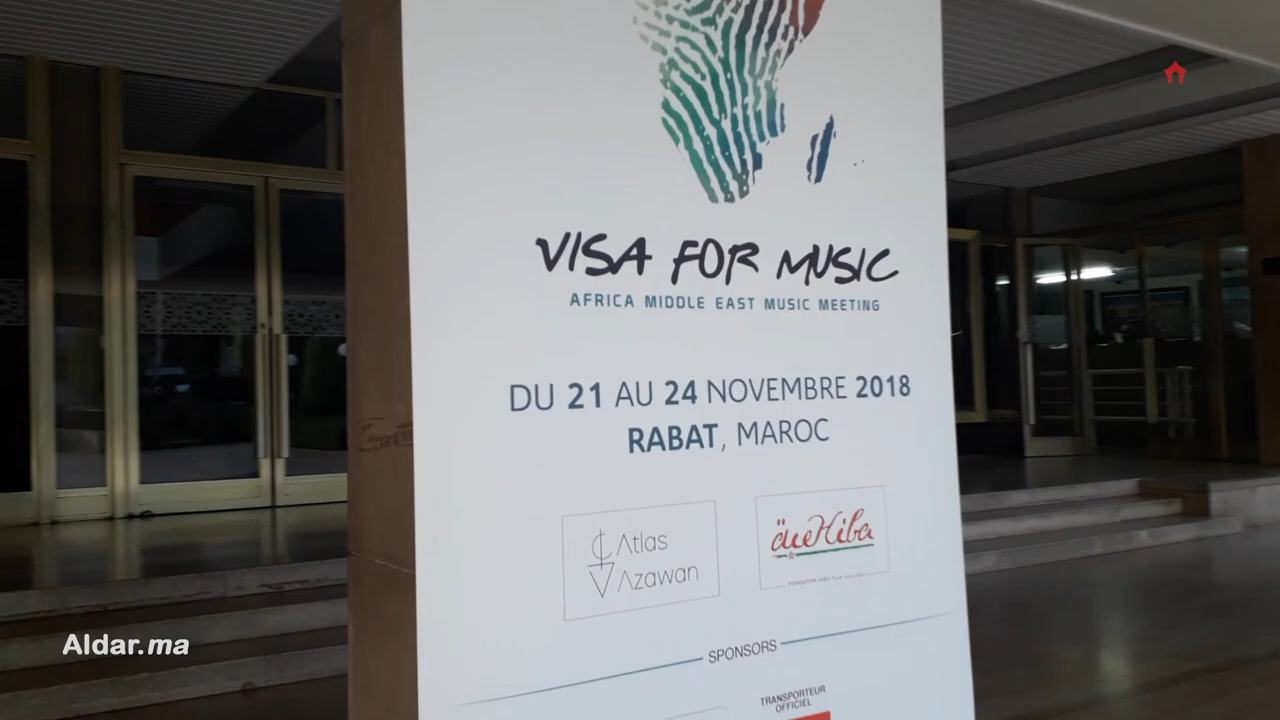 VISA FOR MUSIC
AFRICA MIDDLE EAST MUSIC MEETING
DU 21 AU 24 NOVEMBRE 2018
RABAT, MAROC
Atlas
Azawan
Hiba
SPONSORS
TRANSPORTEUR
OFFICIEL
Aldar.ma